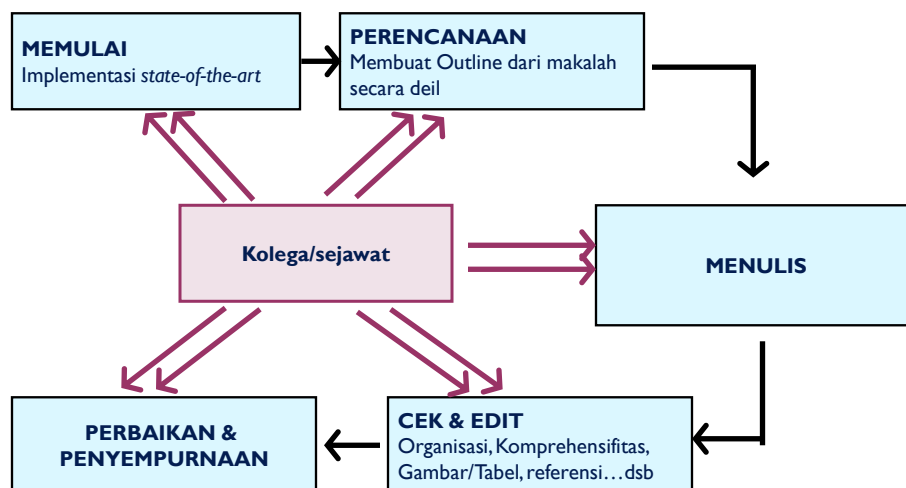 MEMULAI
Implementasi state-of-the-art
PERENCANAAN
Membuat Outline dari makalah
secara deil
Kolega/sejawat
MENULIS
PERBAIKAN &
PENYEMPURNAAN
CEK & EDIT
Organisasi, Komprehensifitas,
Gambar/Tabel, referensi…dsb